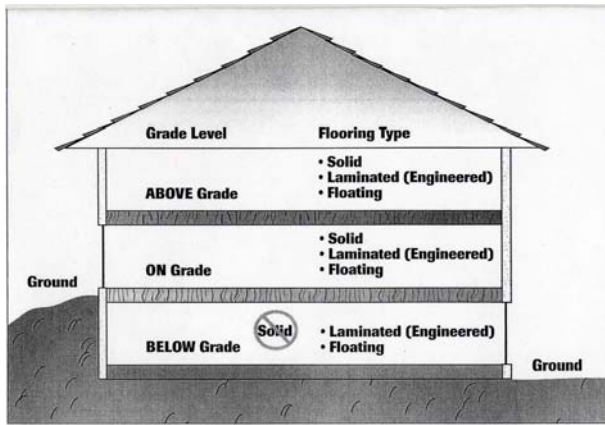 Grade Level Flooring Type
• Solid
• Laminated (Engineered)
ABOVE Grade • Floating
• Solid
• Laminated (Engineered)
ON Grade • Floating
Ground
Solid • Laminated (Engineered)
BELOW Grade • Floating
Ground